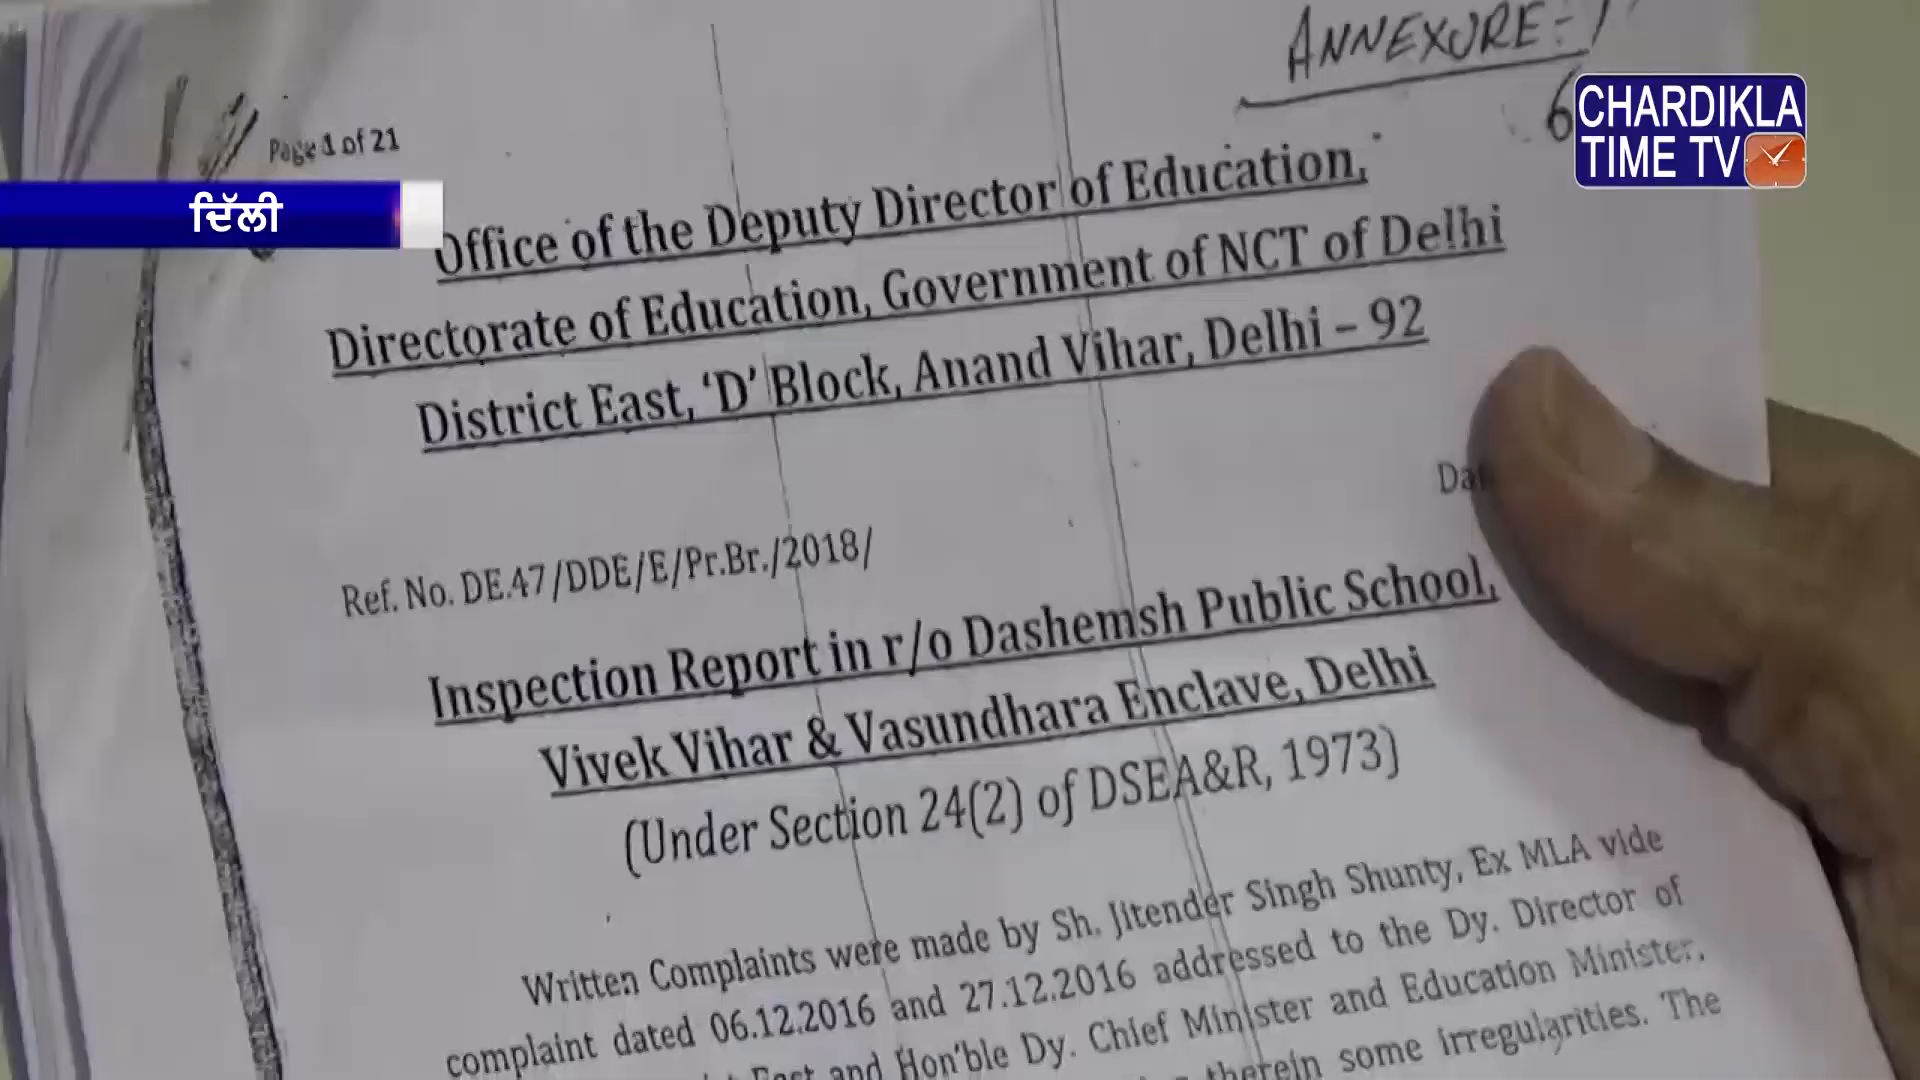 ANNEXURE-
6
CHARDIKLA
TIME TV
Page 1 of 21
ਦਿੱਲੀ
Office of the Deputy Director of Education,
Directorate of Education, Government of NCT of Delhi
District East, ‘D’ Block, Anand Vihar, Delhi – 92
Ref. No. DE.47/DDE/E/Pr.Br./2018/
Inspection Report in r/o Dashemsh Public School,
Vivek Vihar & Vasundhara Enclave, Delhi
(Under Section 24(2) of DSEA&R, 1973)
Written Complaints were made by Sh. Jitender Singh Shunty, Ex MLA vide
complaint dated 06.12.2016 and 27.12.2016 addressed to the Dy. Director of
East and Hon'ble Dy. Chief Minister and Education Minister,
therein some irregularities. The